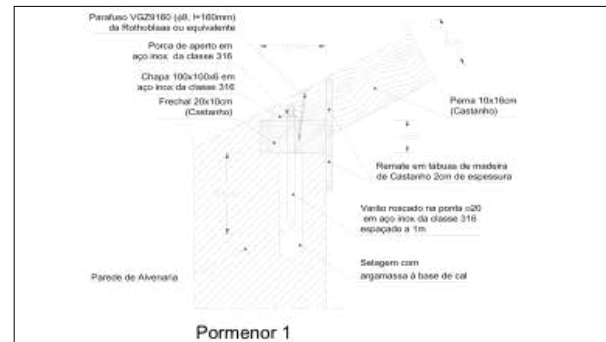 Parafuso VGZ9160 (ϕ8, l=160mm)
da Rothoblaas ou equivalente
Porca de aperto em
aço inox da classe 316
Chapa 100x100x6 em
aço inox da classe 316
Frechal 20x10cm
(Castanho)
Perna 10x16cm
(Castanho)
Remate em tábuas de madeira
de Castanho 2cm de espessura
Varão roscado na ponta ⌀20
em aço inox da classe 316
espaçado a 1m
Selagem com
argamassa à base de cal
Parede de Alvenaria
Pormenor 1